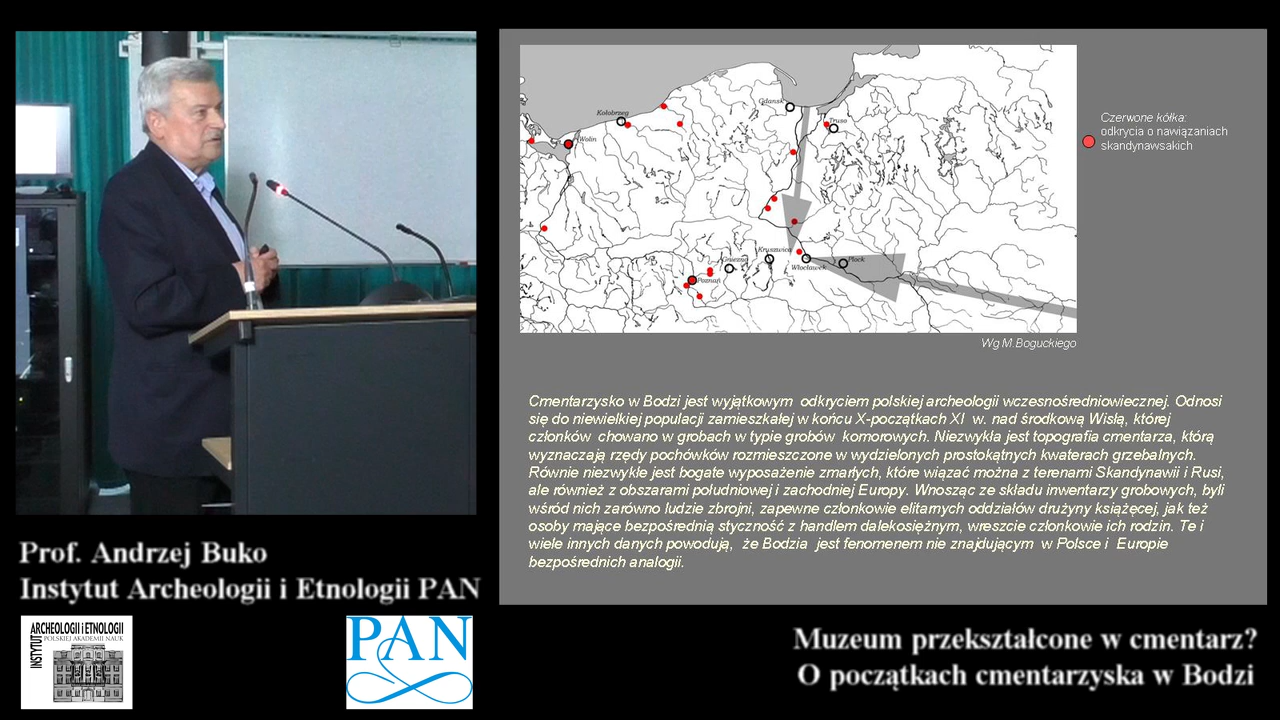 Kołobrzeg
Gdańsk
Truso
Wolin
Kruszwica
Gniezno
Włocławek
Płock
Poznań
Czerwone kółka:
odkrycia o nawiązaniach
skandynawsakich
Wg M.Boguckiego
Cmentarzysko w Bodzi jest wyjątkowym odkryciem polskiej archeologii wczesnośredniowiecznej. Odnosi
się do niewielkiej populacji zamieszkałej w końcu X-początkach XI w. nad środkową Wisłą, której
członków chowano w grobach w typie grobów komorowych. Niezwykła jest topografia cmentarza, którą
wyznaczają rzędy pochówków rozmieszczone w wydzielonych prostokątnych kwaterach grzebalnych.
Równie niezwykłe jest bogate wyposażenie zmarłych, które wiązać można z terenami Skandynawii i Rusi,
ale również z obszarami południowej i zachodniej Europy. Wnosząc ze składu inwentarzy grobowych, byli
wśród nich zarówno ludzie zbrojni, zapewne członkowie elitarnych oddziałów drużyny książęcej, jak też
osoby mające bezpośrednią styczność z handlem dalekosiężnym, wreszcie członkowie ich rodzin. Te i
wiele innych danych powodują, że Bodzia jest fenomenem nie znajdującym w Polsce i Europie
bezpośrednich analogii.
Prof. Andrzej Buko
Instytut Archeologii i Etnologii PAN
INSTYTUT
ARCHEOLOGII i ETNOLOGII
POLSKIEJ AKADEMII NAUK
PAN
Muzeum przekształcone w cmentarz?
O początkach cmentarzyska w Bodzi